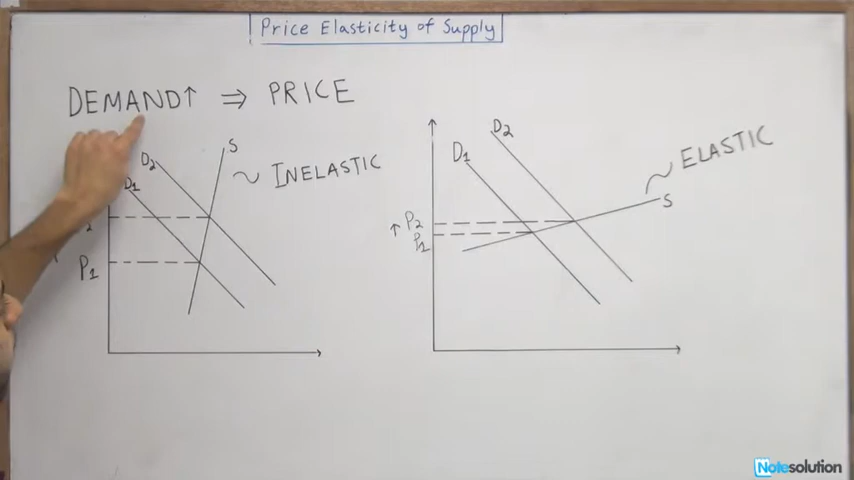 Price Elasticity of Supply
DEMAND↑ ⇒ PRICE
D2
D1
S
INELASTIC
P1
D1
D2
ELASTIC
S
↑ P2
P1
Notesolution